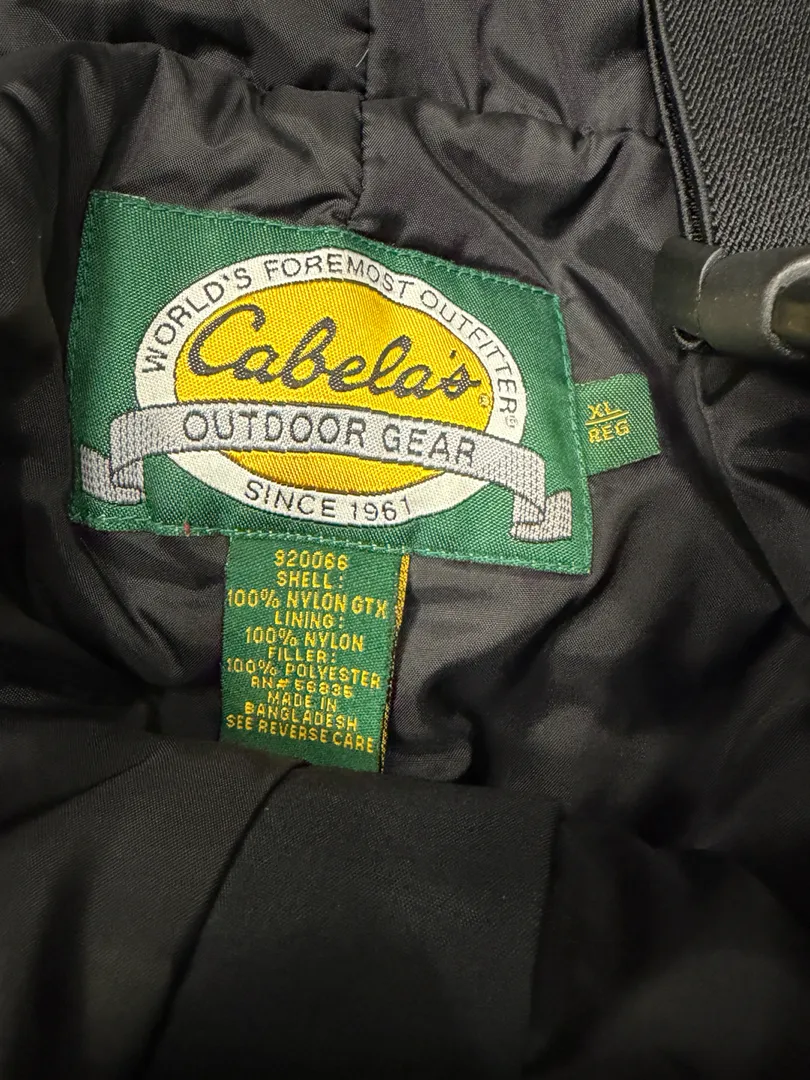 WORLD'S FOREMOST OUTFITTER®
Cabela's®
OUTDOOR GEAR
SINCE 1961
XL
REG
920066
SHELL:
100% NYLON GTX
LINING:
100% NYLON
FILLER:
100% POLYESTER
RN# 56835
MADE IN
BANGLADESH
SEE REVERSE CARE